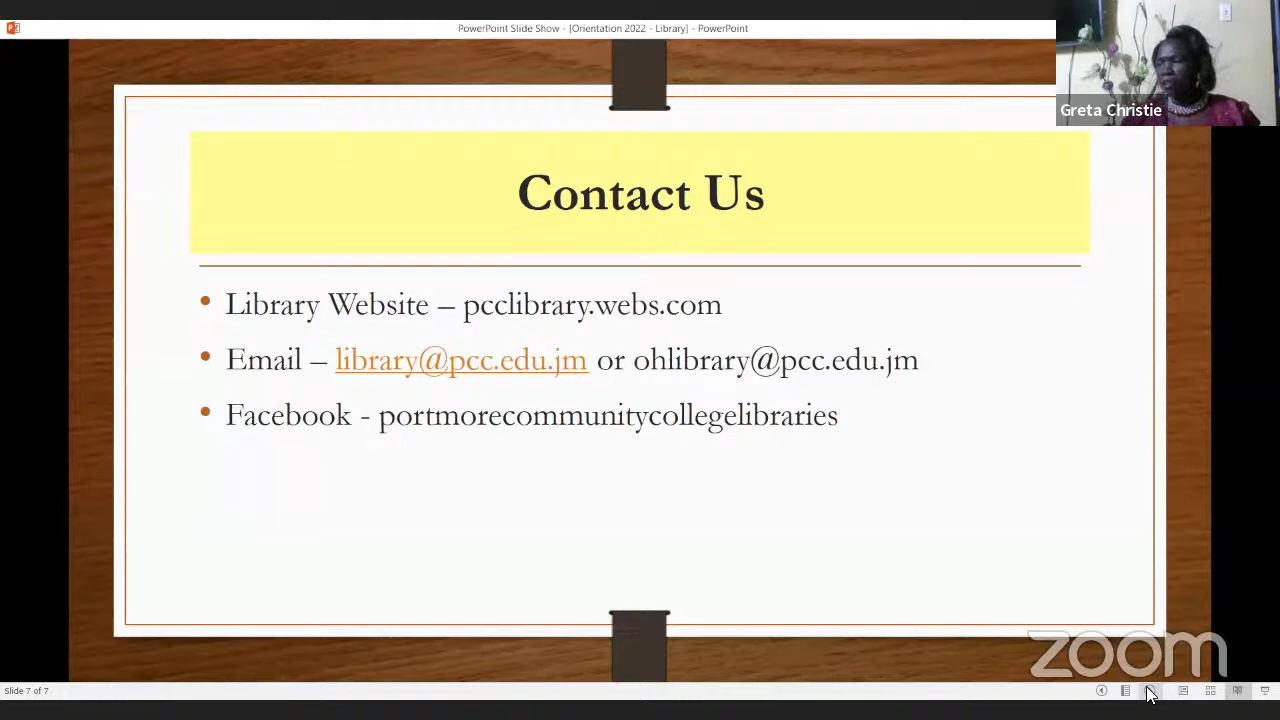 PowerPoint Slide Show - [Orientation 2022 - Library] - PowerPoint
Greta Christie
Contact Us
• Library Website – pcclibrary.webs.com
• Email – library@pcc.edu.jm or ohlibrary@pcc.edu.jm
• Facebook - portmorecommunitycollegelibraries
zoom
Slide 7 of 7